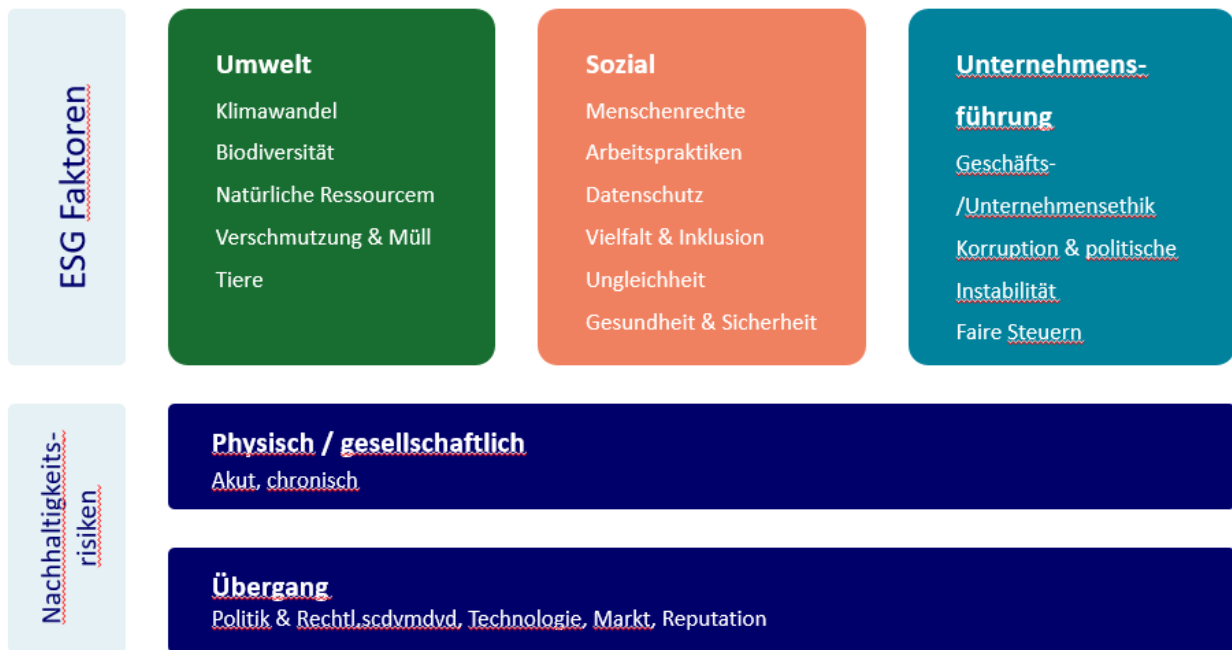 ESG Faktoren
Umwelt
Klimawandel
Biodiversität
Natürliche Ressourcem
Verschmutzung & Müll
Tiere
Sozial
Menschenrechte
Arbeitspraktiken
Datenschutz
Vielfalt & Inklusion
Ungleichheit
Gesundheit & Sicherheit
Unternehmens-
führung
Geschäfts-
/Unternehmensethik
Korruption & politische
Instabilität
Faire Steuern
Nachhaltigkeits-
risiken
Physisch / gesellschaftlich
Akut, chronisch
Übergang
Politik & Rechtl,scdvmdvd, Technologie, Markt, Reputation